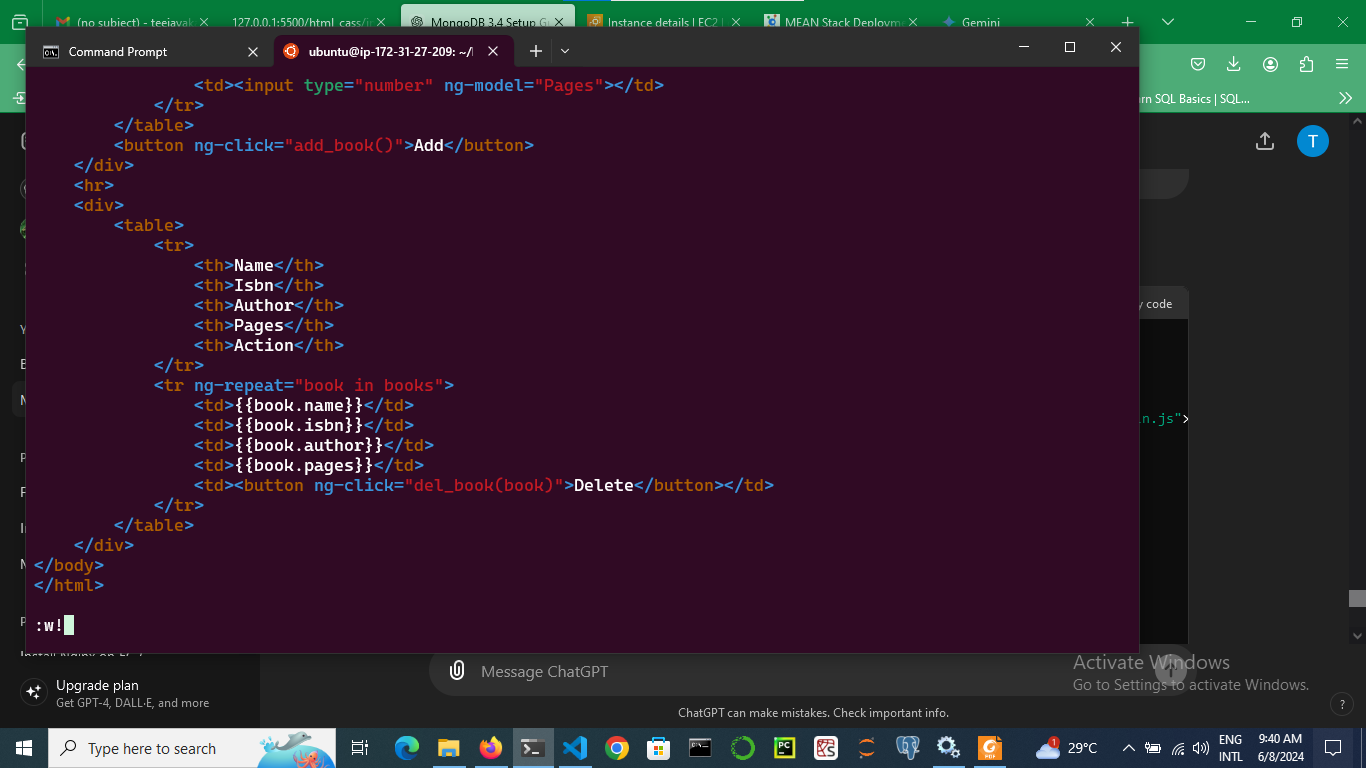 (no subject) - teejayak
127.0.0.1:5500/html_cass/i
MongoDB 3.4 Setup G
Instance details | EC2 |
MEAN Stack Deploym
Gemini
Command Prompt
ubuntu@ip-172-31-27-209: ~/
rn SQL Basics | SQL...
<td><input type="number" ng-model="Pages"></td>
</tr>
</table>
<button ng-click="add_book()">Add</button>
</div>
<hr>
<div>
<table>
<tr>
<th>Name</th>
<th>Isbn</th>
<th>Author</th>
<th>Pages</th>
<th>Action</th>
</tr>
<tr ng-repeat="book in books">
<td>{{book.name}}</td>
<td>{{book.isbn}}</td>
<td>{{book.author}}</td>
<td>{{book.pages}}</td>
<td><button ng-click="del_book(book)">Delete</button></td>
</tr>
</table>
</div>
</body>
</html>
:w!
T
y code
n.js">
Upgrade plan
Get GPT-4, DALL·E, and more
Message ChatGPT
ChatGPT can make mistakes. Check important info.
?
Activate Windows
Go to Settings to activate Windows.
Type here to search
PC
1
29°C
ENG
INTL
9:40 AM
6/8/2024